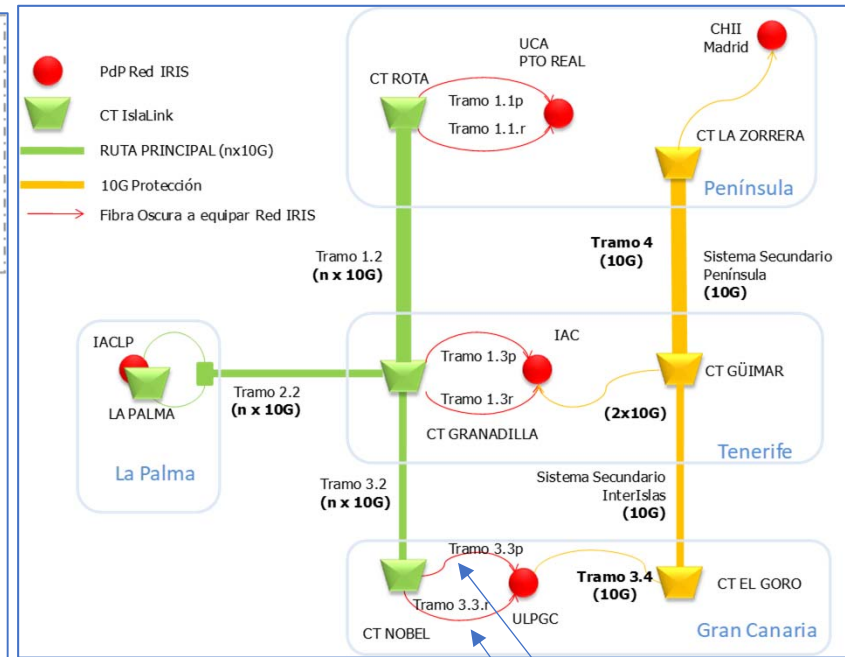 PdP Red IRIS
CT IslaLink
RUTA PRINCIPAL (nx10G)
10G Protección
Fibra Oscura a equipar Red IRIS
CT ROTA
UCA
PTO REAL
Tramo 1.1p
Tramo 1.1.r
CHII
Madrid
CT LA ZORRERA
Península
Tramo 1.2
(n x 10G)
Tramo 4
(10G)
Sistema Secundario
Península
(10G)
IACLP
LA PALMA
La Palma
Tramo 2.2
(n x 10G)
Tramo 1.3p
Tramo 1.3r
IAC
CT GRANADILLA
CT GÜIMAR
(2x10G)
Tenerife
Tramo 3.2
(n x 10G)
Sistema Secundario
InterIslas
(10G)
Tramo 3.3p
Tramo 3.3.r
CT NOBEL
ULPGC
Tramo 3.4
(10G)
CT EL GORO
Gran Canaria